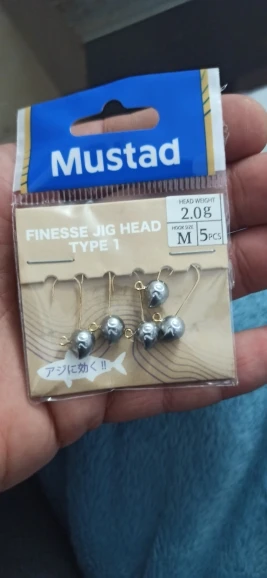 Mustad
HEAD WEIGHT
2.0g
FINESSE JIG HEAD
TYPE 1
HOOK SIZE
M 5PCS
アジに効く!!